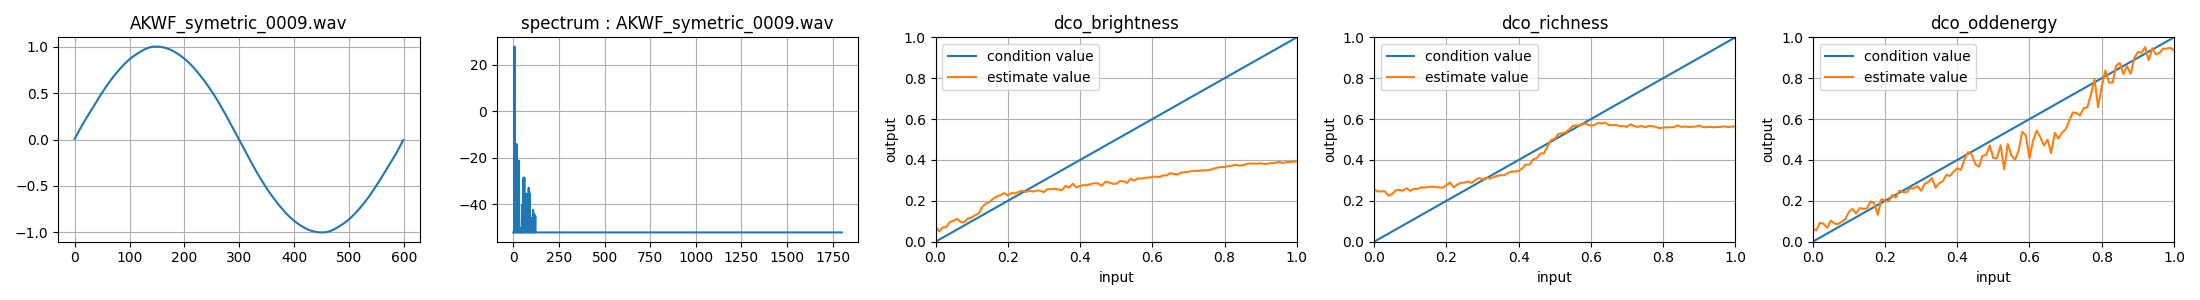 AKWF_symetric_0009.wav
1.0
0.5
0.0
−0.5
−1.0
0 100 200 300 400 500 600
spectrum : AKWF_symetric_0009.wav
20
0
−20
−40
0 250 500 750 1000 1250 1500 1750
dco_brightness
condition value
estimate value
output
1.0
0.8
0.6
0.4
0.2
0.0
0.0 0.2 0.4 0.6 0.8 1.0
input
dco_richness
condition value
estimate value
output
1.0
0.8
0.6
0.4
0.2
0.0
0.0 0.2 0.4 0.6 0.8 1.0
input
dco_oddenergy
condition value
estimate value
output
1.0
0.8
0.6
0.4
0.2
0.0
0.0 0.2 0.4 0.6 0.8 1.0
input